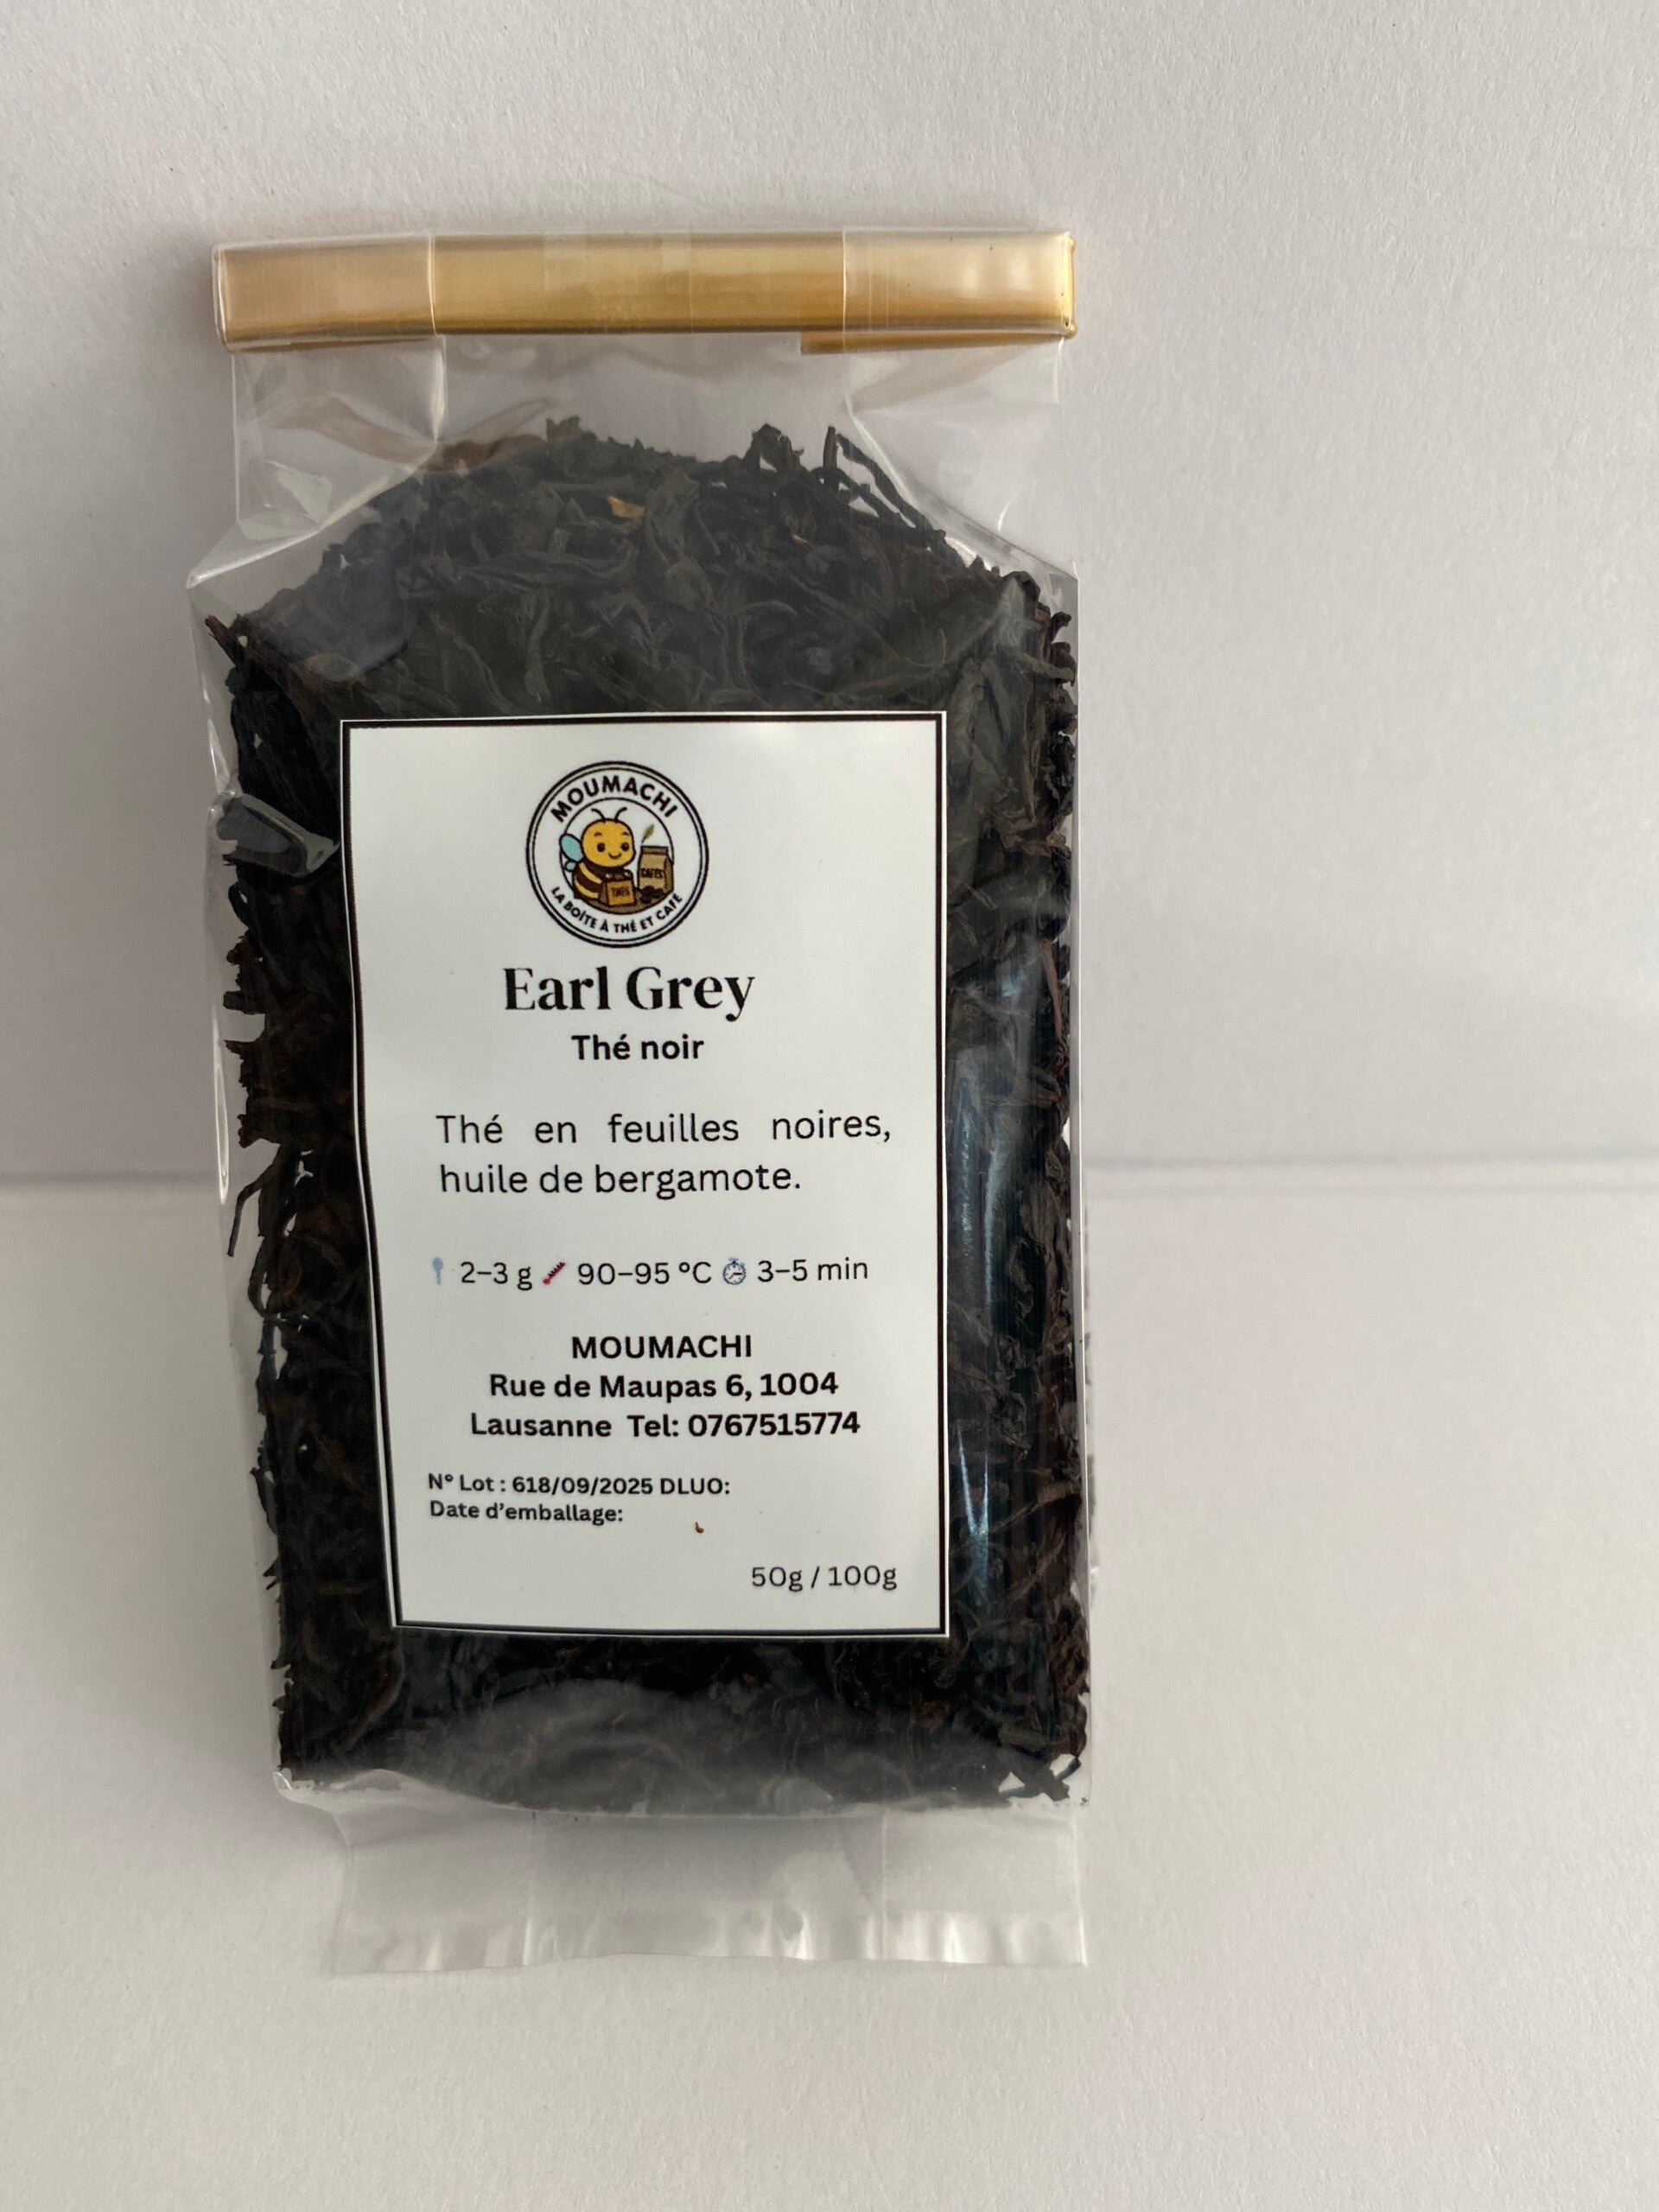 MOUMACHI
THÉS
CAFÉS
LA BOÎTE À THÉ ET CAFÉ
Earl Grey
Thé noir
Thé en feuilles noires,
huile de bergamote.
2–3 g 90–95 °C 3–5 min
MOUMACHI
Rue de Maupas 6, 1004
Lausanne Tel: 0767515774
N° Lot : 618/09/2025 DLUO:
Date d’emballage:
50g / 100g